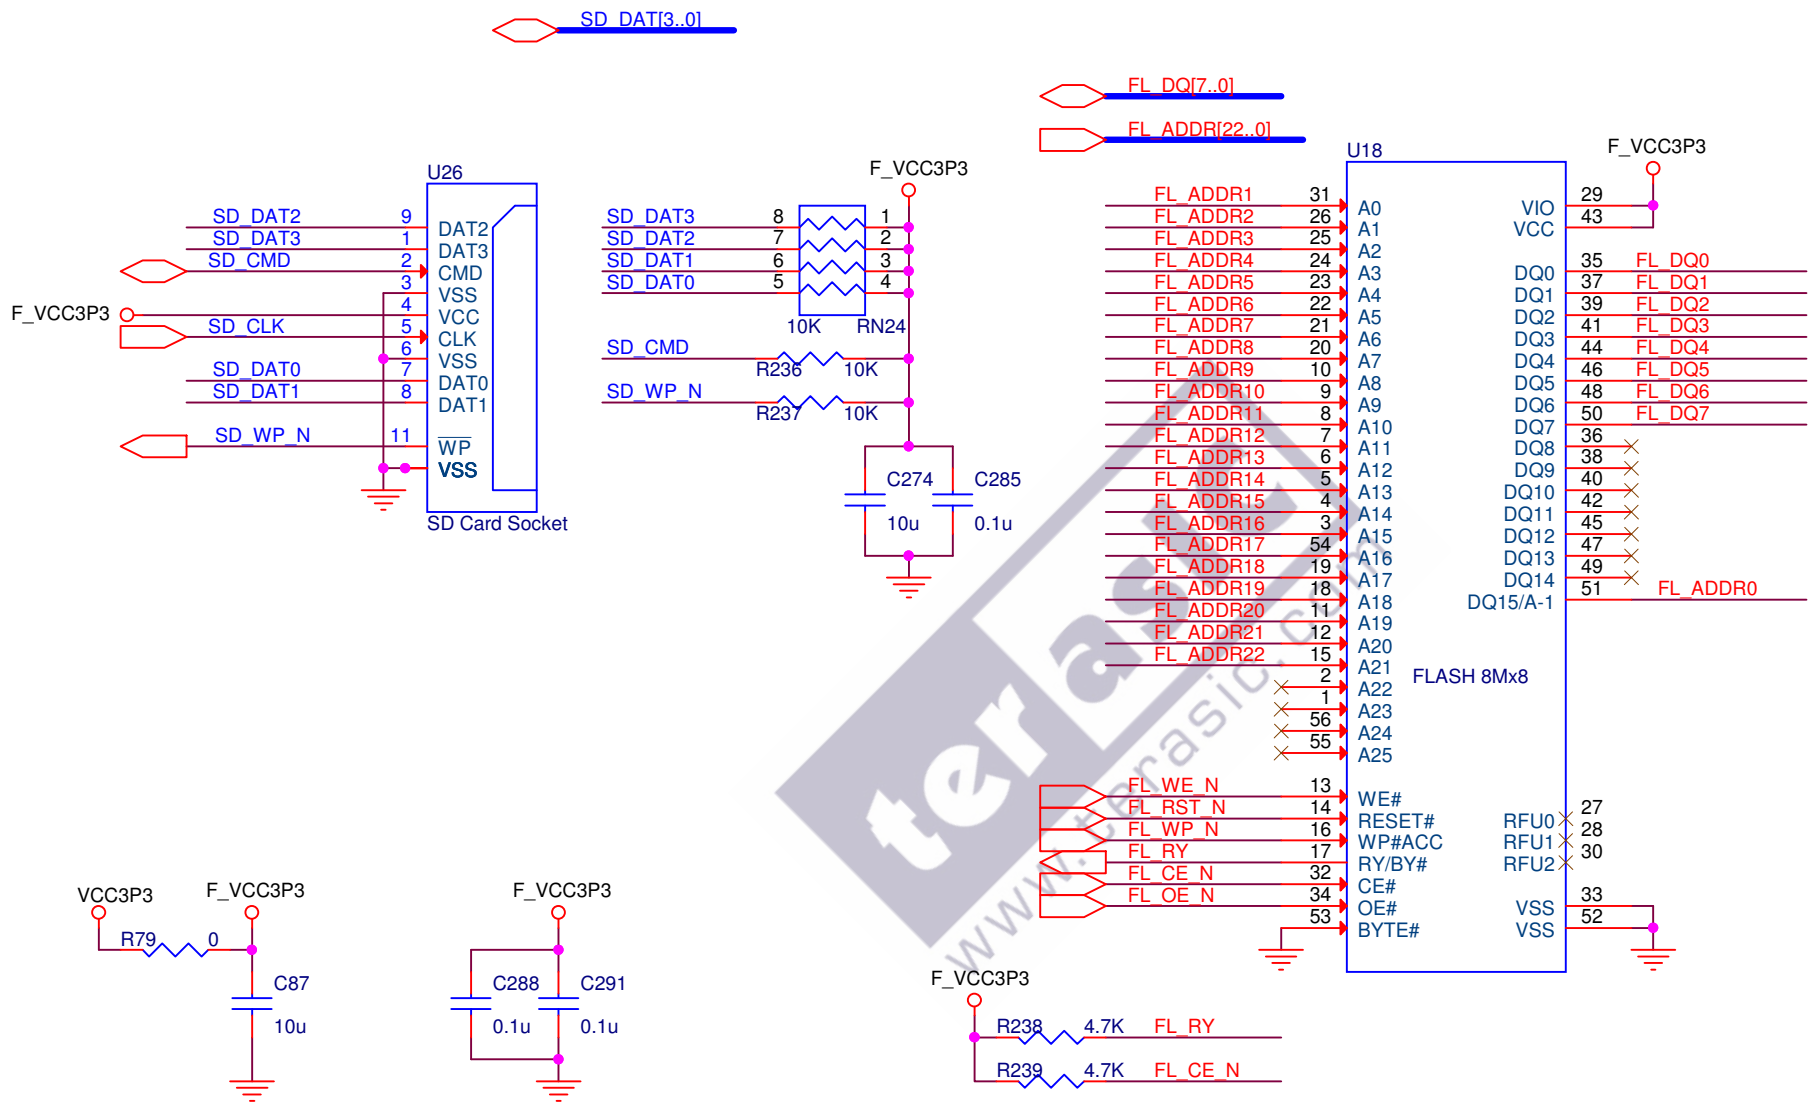 SD_DAT[3..0]
FL_DQ[7..0]
FL_ADDR[22..0]
U26
SD_DAT2 9 DAT2
SD_DAT3 1 DAT3
SD_CMD 2 CMD
3 VSS
F_VCC3P3 4 VCC
SD_CLK 5 CLK
6 VSS
SD_DAT0 7 DAT0
SD_DAT1 8 DAT1
SD_WP_N 11 WP
VSS
SD Card Socket
F_VCC3P3
SD_DAT3 8 1
SD_DAT2 7 2
SD_DAT1 6 3
SD_DAT0 5 4
10K RN24
SD_CMD R236 10K
SD_WP_N R237 10K
C274 C285
10u 0.1u
U18
F_VCC3P3
FL_ADDR1 31 A0
FL_ADDR2 26 A1
FL_ADDR3 25 A2
FL_ADDR4 24 A3
FL_ADDR5 23 A4
FL_ADDR6 22 A5
FL_ADDR7 21 A6
FL_ADDR8 20 A7
FL_ADDR9 10 A8
FL_ADDR10 9 A9
FL_ADDR11 8 A10
FL_ADDR12 7 A11
FL_ADDR13 6 A12
FL_ADDR14 5 A13
FL_ADDR15 4 A14
FL_ADDR16 3 A15
FL_ADDR17 54 A16
FL_ADDR18 19 A17
FL_ADDR19 18 A18
FL_ADDR20 11 A19
FL_ADDR21 12 A20
FL_ADDR22 15 A21
2 A22
1 A23
56 A24
55 A25
FL_WE_N 13 WE#
FL_RST_N 14 RESET#
FL_WP_N 16 WP#ACC
FL_RY 17 RY/BY#
FL_CE_N 32 CE#
FL_OE_N 34 OE#
53 BYTE#
VIO 29
VCC 43
DQ0 35 FL_DQ0
DQ1 37 FL_DQ1
DQ2 39 FL_DQ2
DQ3 41 FL_DQ3
DQ4 44 FL_DQ4
DQ5 46 FL_DQ5
DQ6 48 FL_DQ6
DQ7 50 FL_DQ7
DQ8 36
DQ9 38
DQ10 40
DQ11 42
DQ12 45
DQ13 47
DQ14 49
DQ15/A-1 51 FL_ADDR0
FLASH 8Mx8
RFU0 27
RFU1 28
RFU2 30
VSS 33
VSS 52
terasic
www.terasic.com
VCC3P3 F_VCC3P3
R79 0
C87
10u
F_VCC3P3
C288 C291
0.1u 0.1u
F_VCC3P3
R238 4.7K FL_RY
R239 4.7K FL_CE_N